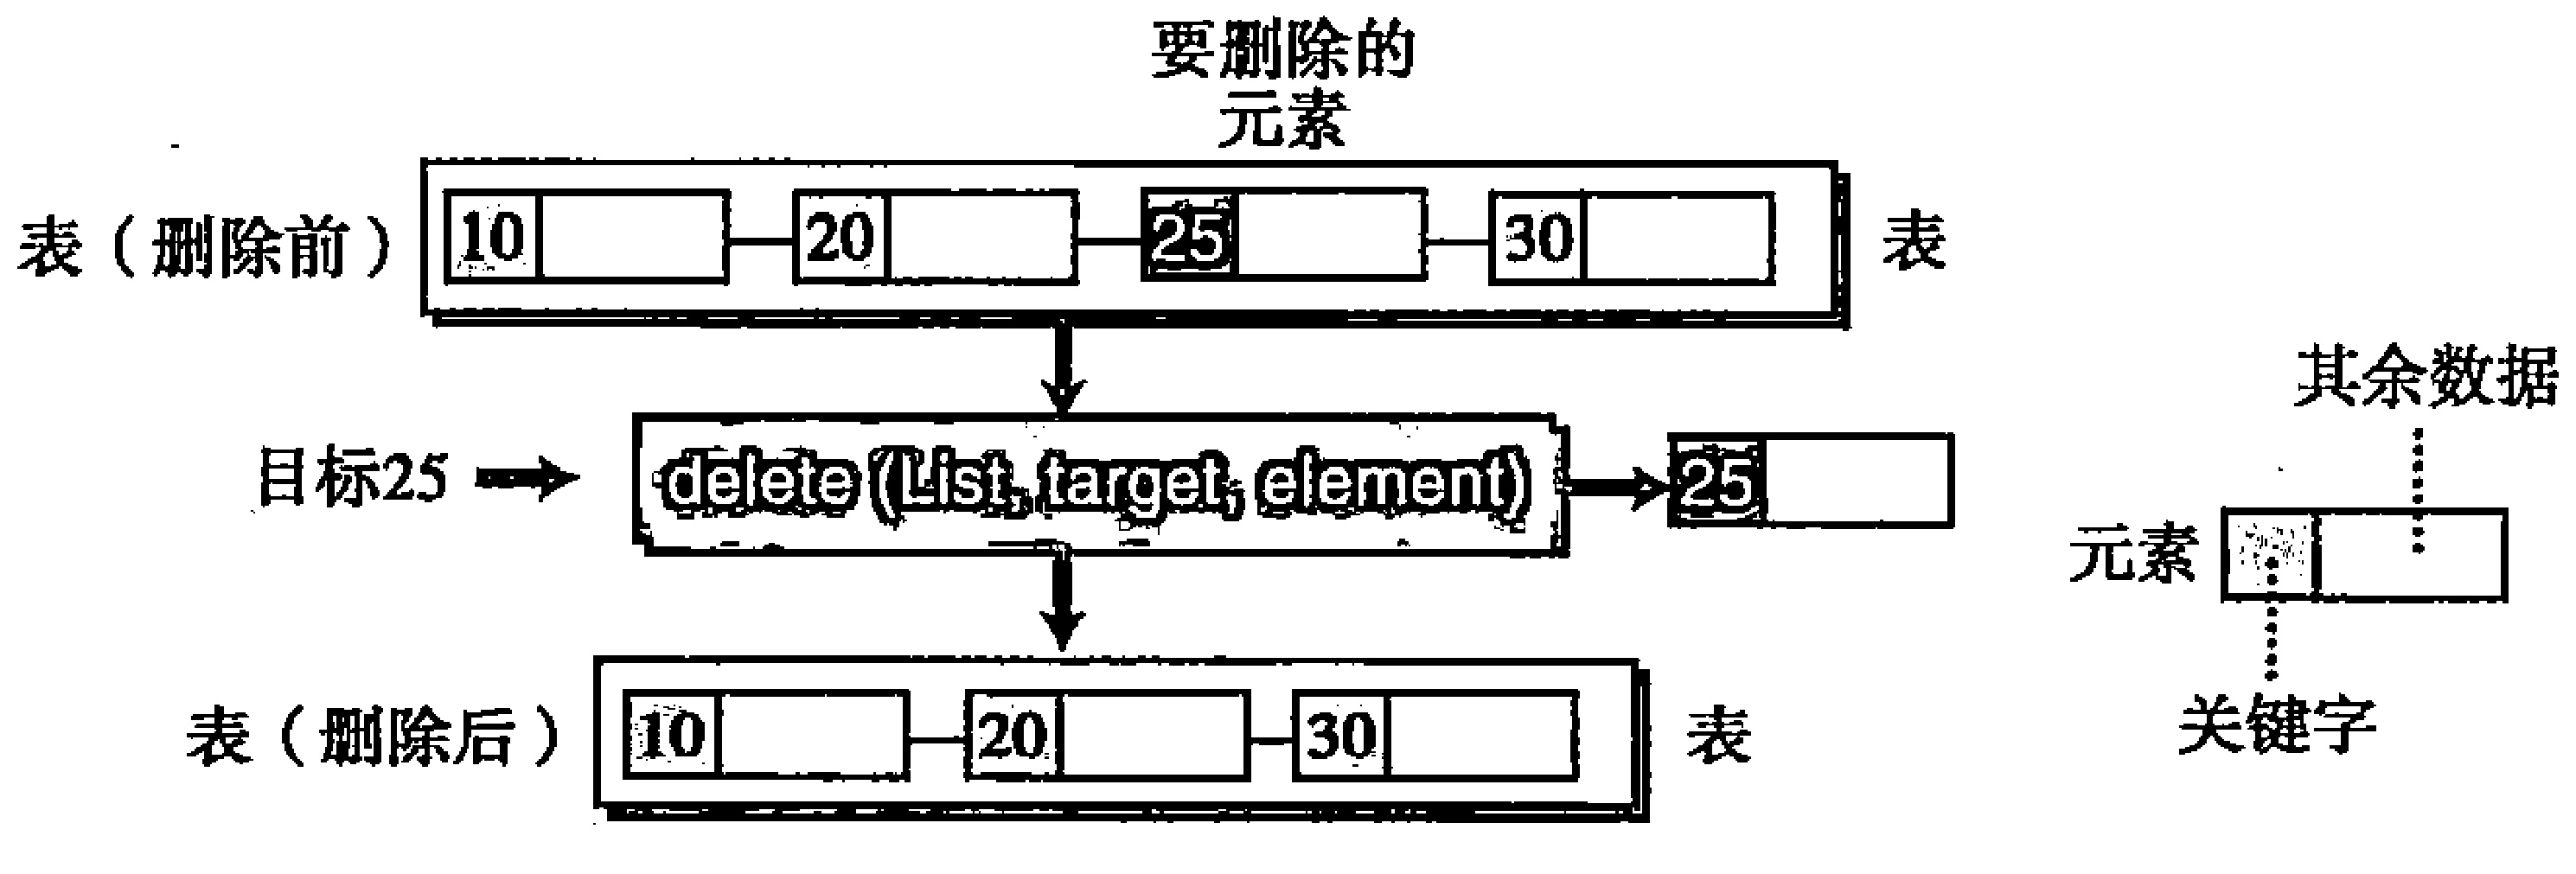 要删除的
元素
表（删除前）
10
20
25
30
表
目标25
delete (List, target, element)
25
其余数据
元素
关键字
表（删除后）
10
20
30
表